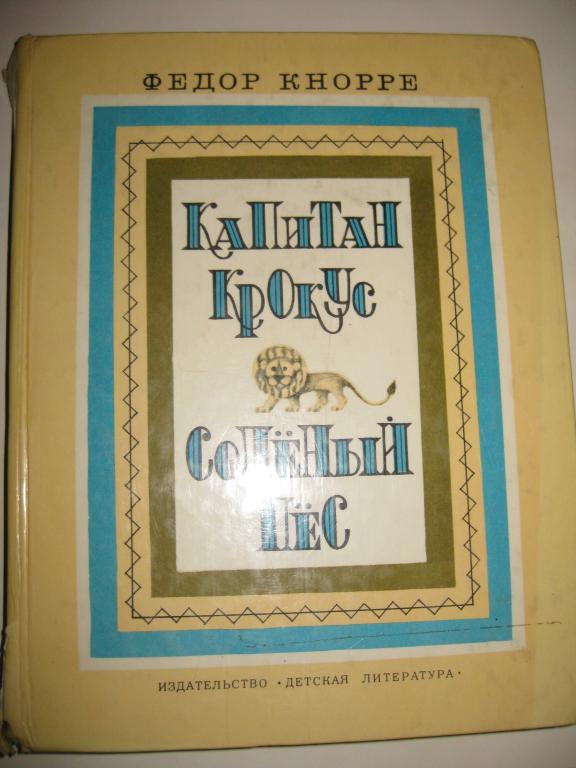 ФЕДОР КНОРРЕ
КАПИТАН
КРОКУС
СОЛЁНЫЙ
ПЁС
ИЗДАТЕЛЬСТВО • ДЕТСКАЯ ЛИТЕРАТУРА •